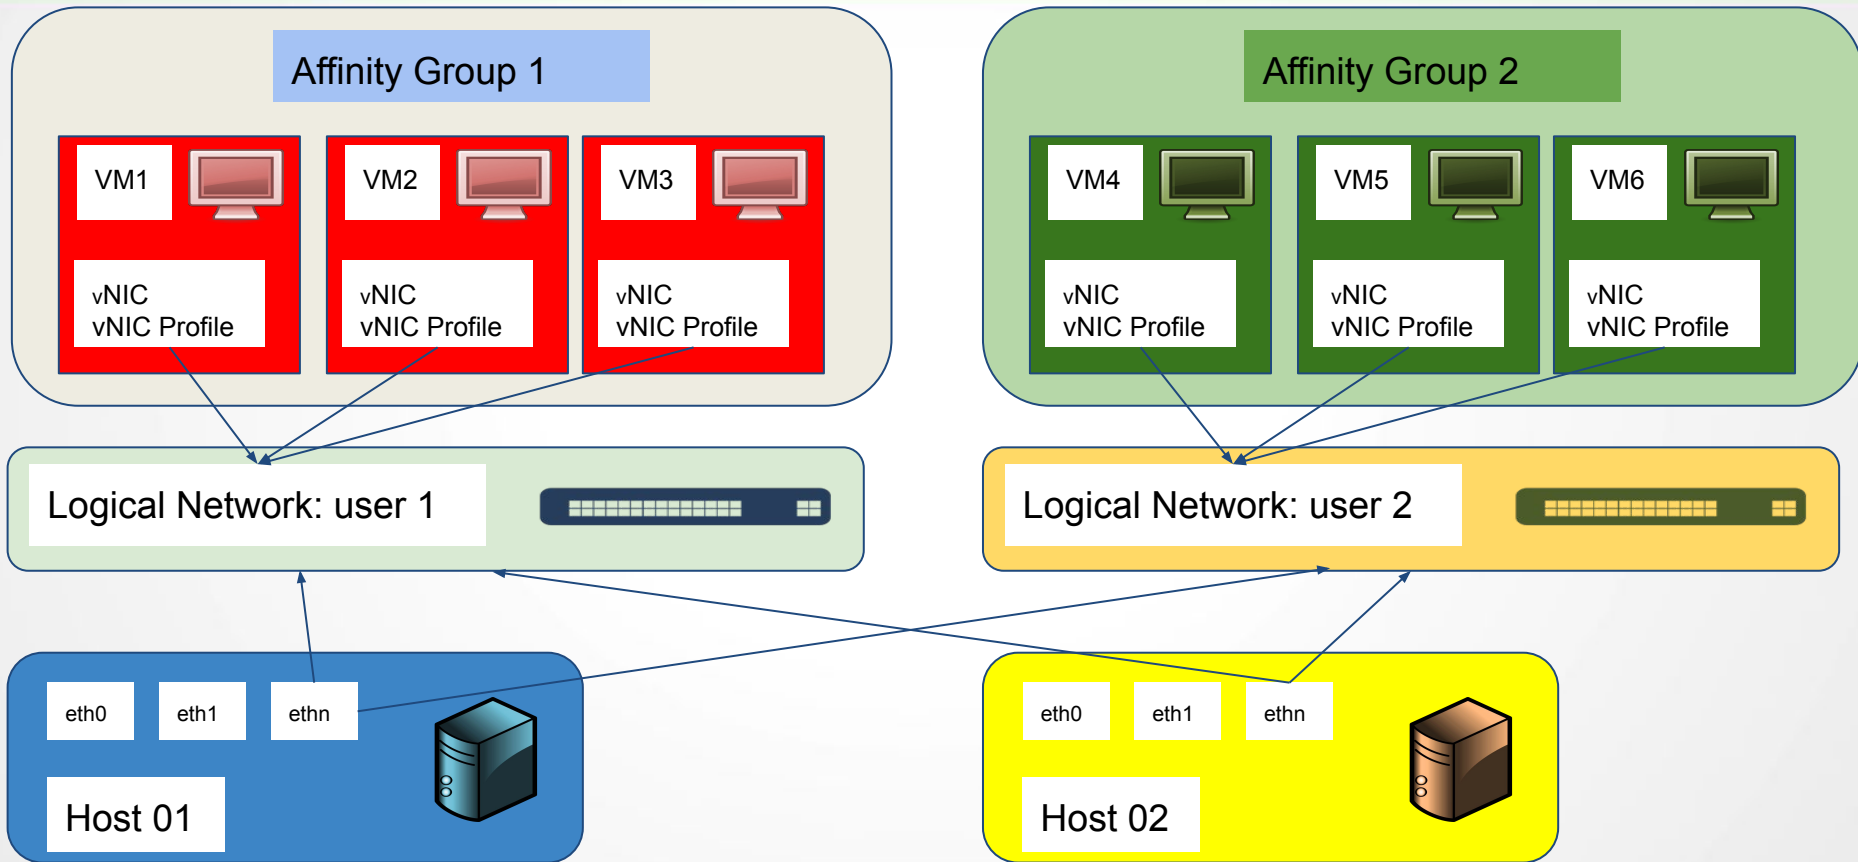 Affinity Group 1
Affinity Group 2
VM1
VM2
VM3
VM4
VM5
VM6
vNIC
vNIC Profile
vNIC
vNIC Profile
vNIC
vNIC Profile
vNIC
vNIC Profile
vNIC
vNIC Profile
vNIC
vNIC Profile
Logical Network: user 1
Logical Network: user 2
eth0
eth1
ethn
Host 01
eth0
eth1
ethn
Host 02